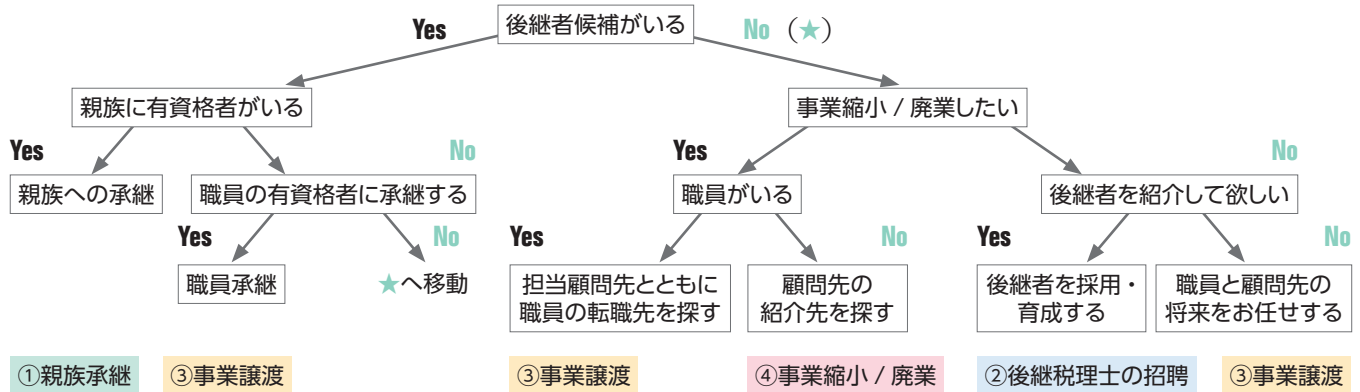 後継者候補がいる
Yes
No（★）
親族に有資格者がいる
事業縮小 / 廃業したい
Yes
No
Yes
No
親族への承継
職員の有資格者に承継する
職員がいる
後継者を紹介して欲しい
Yes
No
Yes
No
Yes
No
職員承継
★へ移動
担当顧問先とともに
職員の転職先を探す
顧問先の
紹介先を探す
後継者を採用・
育成する
職員と顧問先の
将来をお任せする
①親族承継
③事業譲渡
③事業譲渡
④事業縮小 / 廃業
②後継税理士の招聘
③事業譲渡